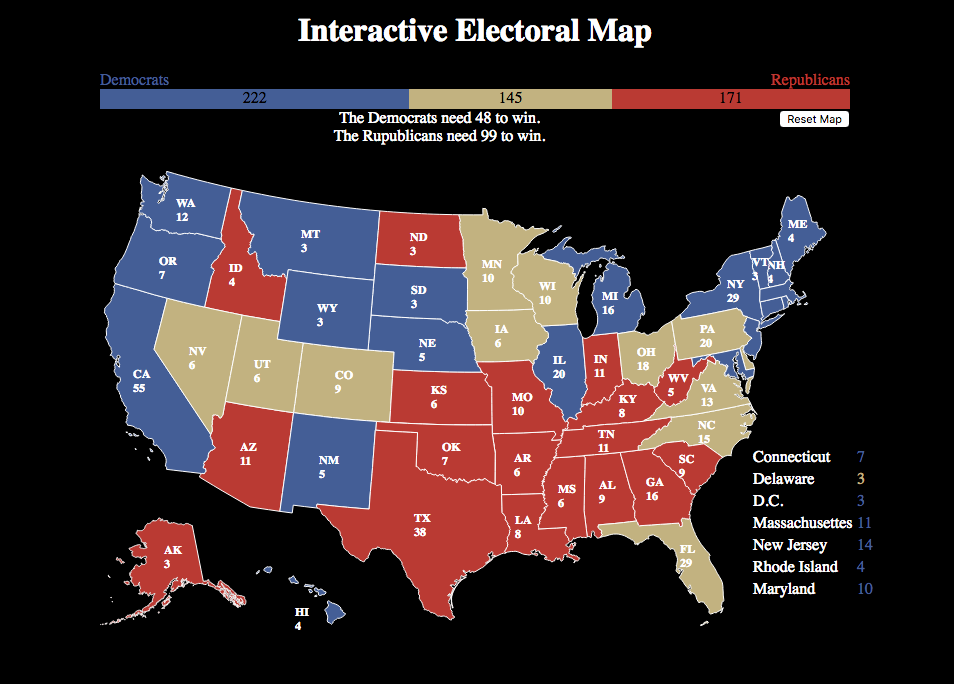 Interactive Electoral Map
Democrats Republicans
222 145 171
The Democrats need 48 to win.
Reset Map
The Rupublicans need 99 to win.
WA
12
OR
7
CA
55
ID
4
NV
6
MT
3
WY
3
UT
6
AZ
11
CO
9
NM
5
ND
3
SD
3
NE
5
KS
6
OK
7
TX
38
MN
10
IA
6
MO
10
AR
6
LA
8
WI
10
IL
20
MI
16
IN
11
OH
18
KY
8
TN
11
MS
6
AL
9
GA
16
FL
29
SC
9
NC
15
VA
13
WV
5
PA
20
NY
29
VT
3
NH
4
ME
4
AK
3
HI
4
Connecticut 7
Delaware 3
D.C. 3
Massachusettes 11
New Jersey 14
Rhode Island 4
Maryland 10